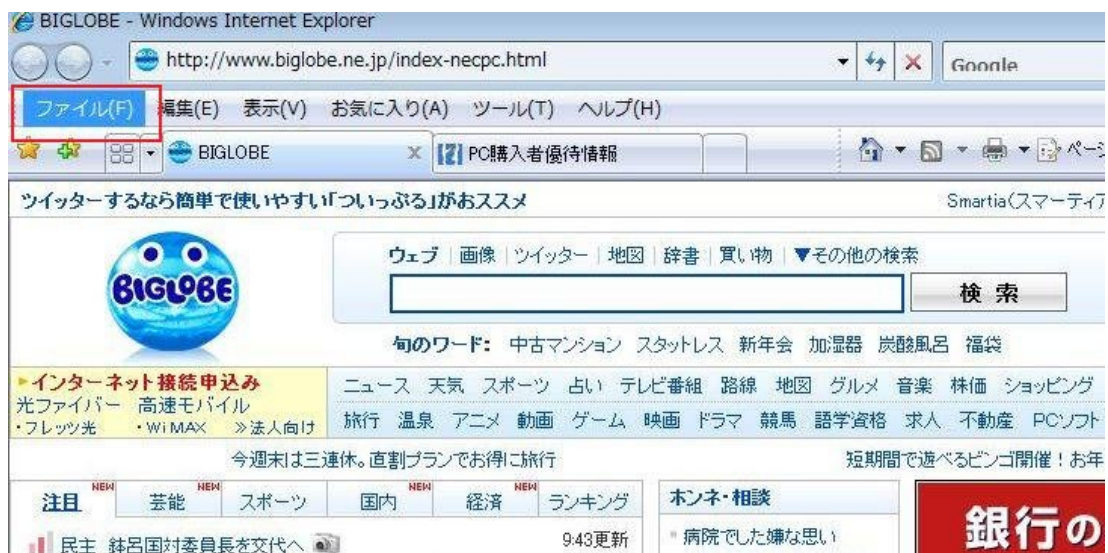 BIGLOBE - Windows Internet Explorer
http://www.biglobe.ne.jp/index-necpc.html Google
ファイル(F) 編集(E) 表示(V) お気に入り(A) ツール(T) ヘルプ(H)
BIGLOBE PC購入者優待情報 ページ
ツイッターするなら簡単で使いやすい「ついっぷる」がおススメ Smartia(スマーティア
ウェブ 画像 ツイッター 地図 辞書 買い物 ▼その他の検索
BIGLOBE
検索
旬のワード: 中古マンション スタットレス 新年会 加湿器 炭酸風呂 福袋
インターネット接続申込み
光ファイバー 高速モバイル
・フレッツ光 ・WiMAX ≫法人向け
ニュース 天気 スポーツ 占い テレビ番組 路線 地図 グルメ 音楽 株価 ショッピング
旅行 温泉 アニメ 動画 ゲーム 映画 ドラマ 競馬 語学資格 求人 不動産 PCソフト
今週末は三連休。直割プランでお得に旅行 短期間で遊べるビンゴ開催!お年
注目 NEW 芸能 NEW スポーツ 国内 NEW 経済 NEW ランキング
ホンネ・相談
民主 鉢呂国対委員長を交代へ 9:43更新
病院でした嫌な思い
銀行の